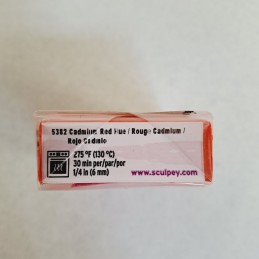 5382 Cadmium Red Hue / Rouge Cadmium /
Rojo Cadmio
275 °F (130 °C)
30 min per/par/por
1/4 in (6 mm)
www.sculpey.com